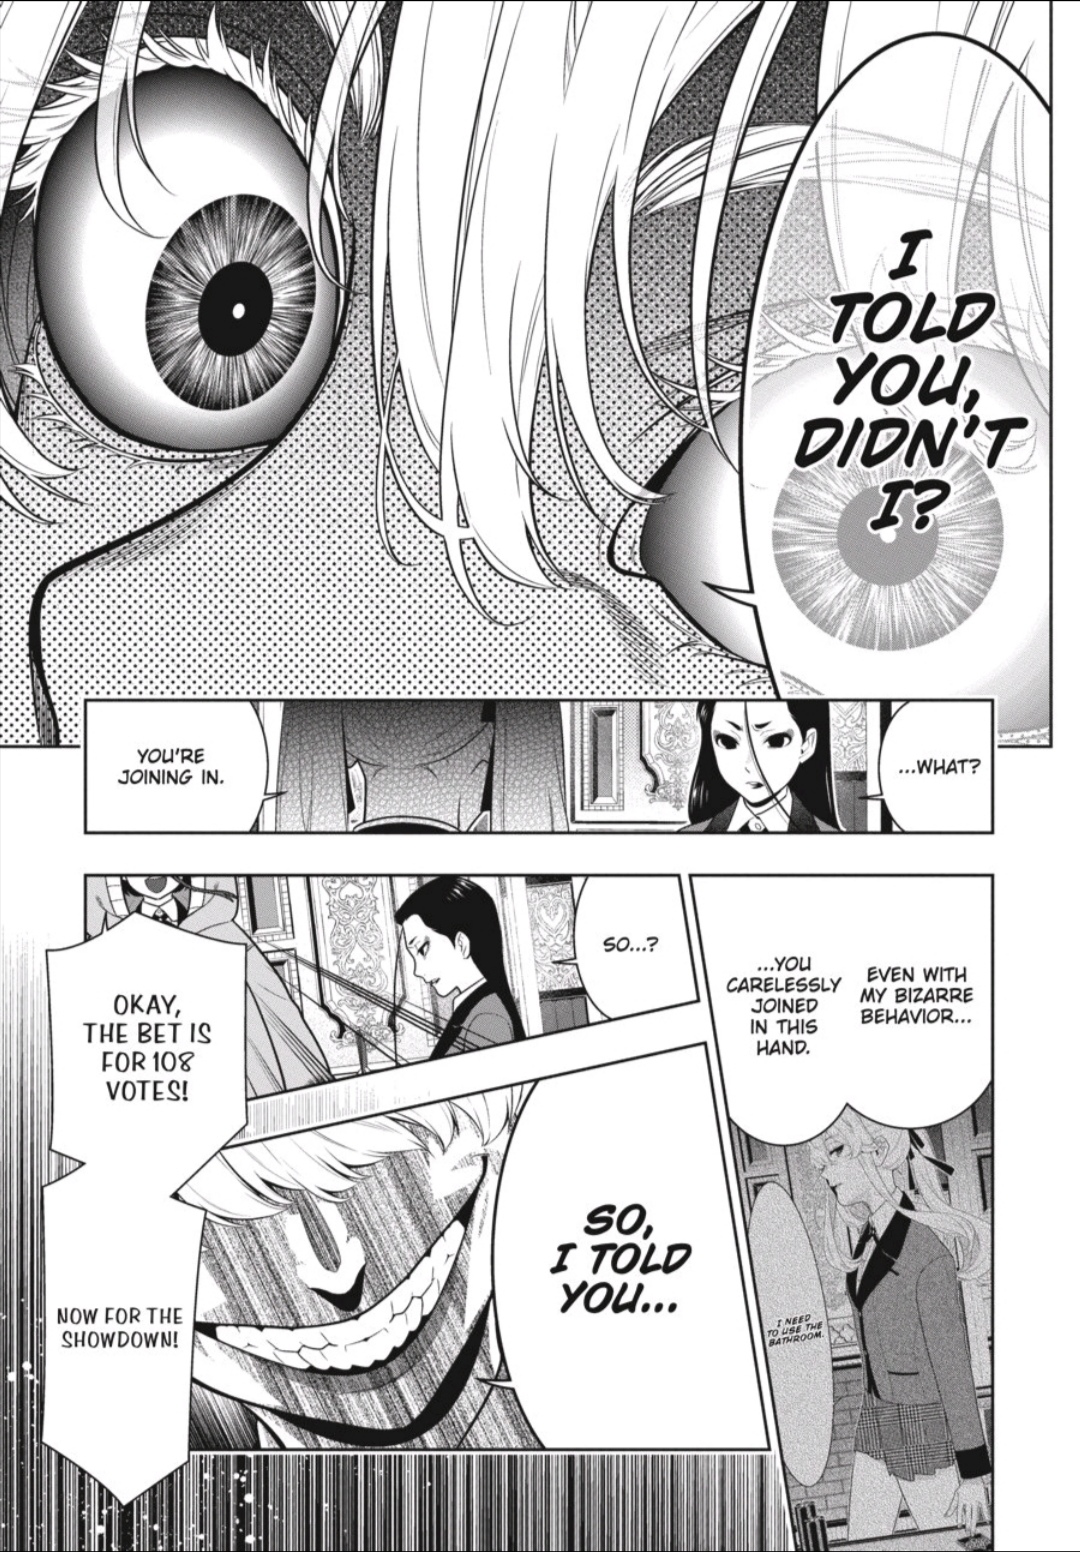 I
TOLD
YOU,
DIDN'T
I?
...WHAT?
YOU'RE
JOINING IN.
EVEN WITH
MY BIZARRE
BEHAVIOR...
...YOU
CARELESSLY
JOINED
IN THIS
HAND.
I NEED
TO USE THE
BATHROOM.
SO...?
OKAY,
THE BET IS
FOR 108
VOTES!
SO,
I TOLD
YOU...
NOW FOR THE
SHOWDOWN!